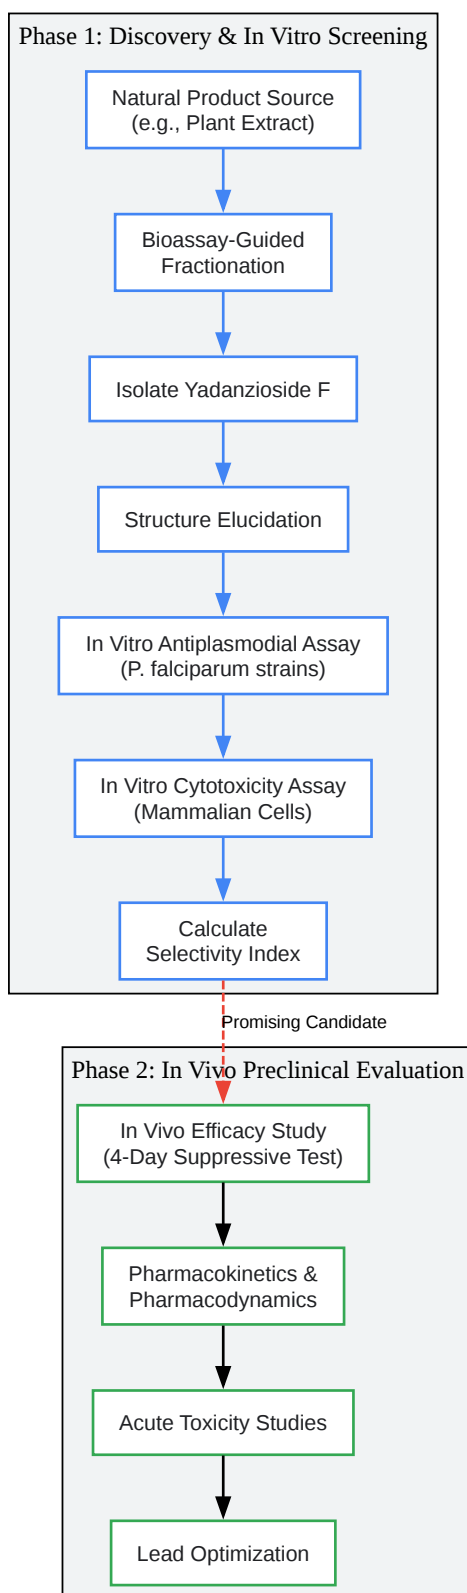 Phase 1: Discovery & In Vitro Screening
Natural Product Source
(e.g., Plant Extract)
Bioassay-Guided
Fractionation
Isolate Yadanzioside F
Structure Elucidation
In Vitro Antiplasmodial Assay
(P. falciparum strains)
In Vitro Cytotoxicity Assay
(Mammalian Cells)
Calculate
Selectivity Index
Promising Candidate
Phase 2: In Vivo Preclinical Evaluation
In Vivo Efficacy Study
(4-Day Suppressive Test)
Pharmacokinetics &
Pharmacodynamics
Acute Toxicity Studies
Lead Optimization